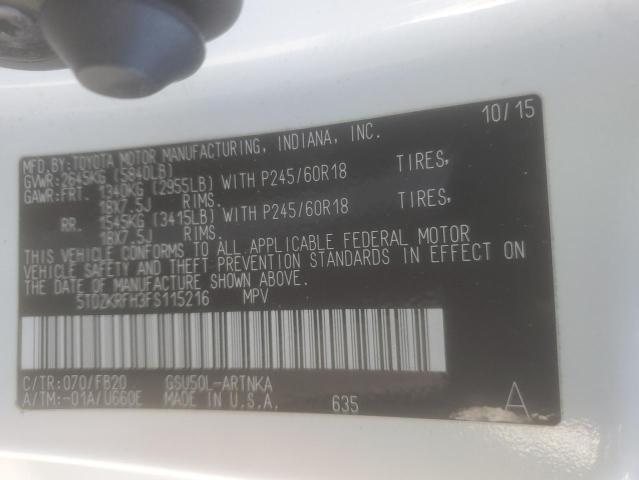 MFD.BY:TOYOTA MOTOR MANUFACTURING, INDIANA, INC. 10/15
GVWR:2645KG (5840LB)
GAWR:FRT. 1340KG (2955LB) WITH P245/60R18 TIRES,
18X7.5J RIMS.
RR. 1545KG (3415LB) WITH P245/60R18 TIRES,
18X7.5J RIMS.
THIS VEHICLE CONFORMS TO ALL APPLICABLE FEDERAL MOTOR
VEHICLE SAFETY AND THEFT PREVENTION STANDARDS IN EFFECT ON
THE DATE OF MANUFACTURE SHOWN ABOVE.
5TDZKRFH3FS115216 MPV
C/TR:070/FB20 GSU50L-ARTNKA
A/TM:-01A/U660E MADE IN U.S.A. 635 A